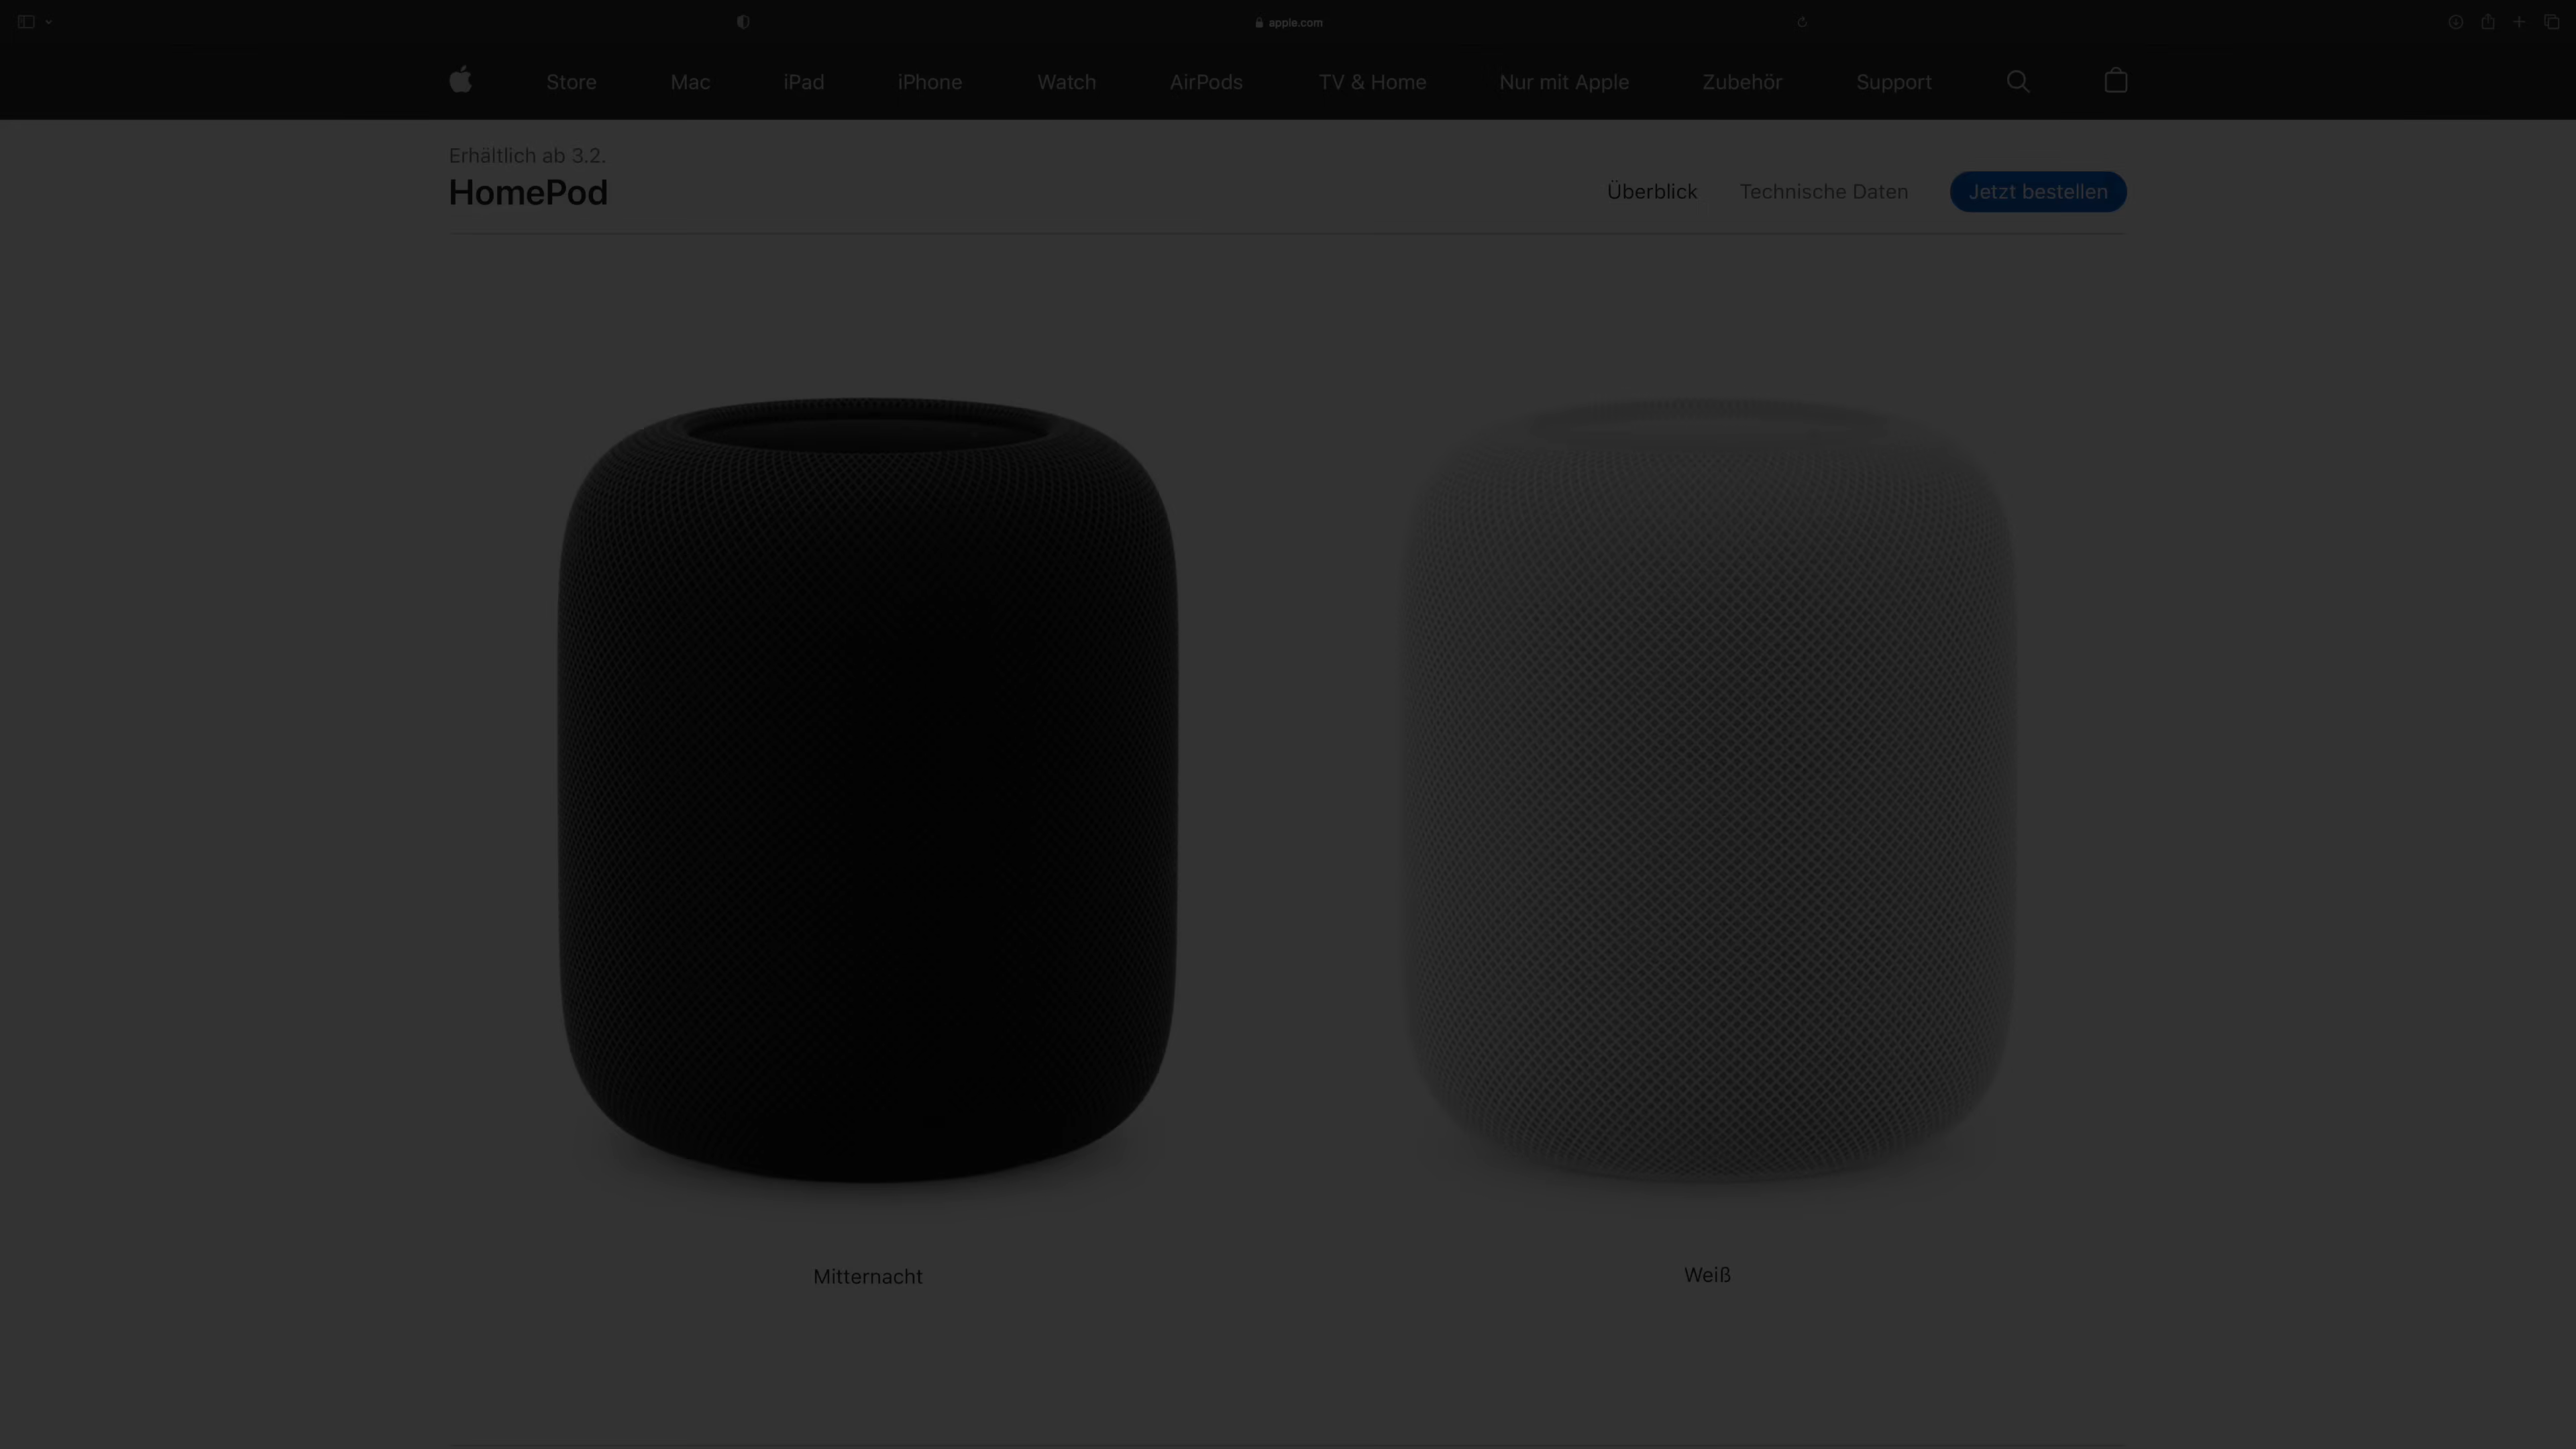 apple.com
Store Mac iPad iPhone Watch AirPods TV & Home Nur mit Apple Zubehör Support
Erhältlich ab 3.2.
HomePod
Überblick Technische Daten Jetzt bestellen
Mitternacht
Weiß